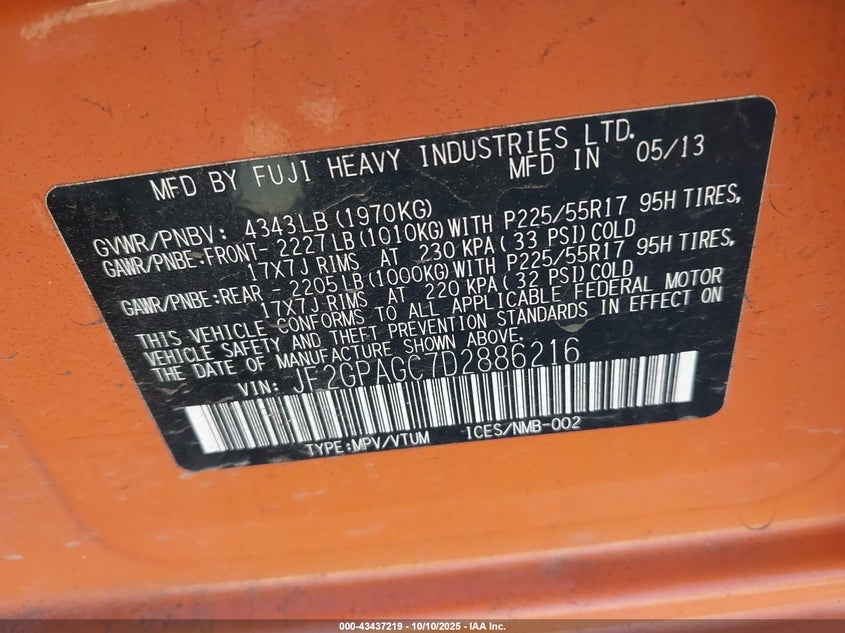 MFD BY FUJI HEAVY INDUSTRIES LTD.
MFD IN 05/13
GVWR/PNBV: 4343LB(1970KG)
GAWR/PNBE:FRONT- 2227LB(1010KG)WITH P225/55R17 95H TIRES,
17X7J RIMS AT 230 KPA(33 PSI)COLD
GAWR/PNBE:REAR - 2205LB(1000KG)WITH P225/55R17 95H TIRES,
17X7J RIMS AT 220 KPA(32 PSI)COLD
THIS VEHICLE CONFORMS TO ALL APPLICABLE FEDERAL MOTOR
VEHICLE SAFETY AND THEFT PREVENTION STANDARDS IN EFFECT ON
THE DATE OF MANUFACTURE SHOWN ABOVE.
VIN: JF2GPAGC7D2886216
TYPE:MPV/VTUM ICES/NMB-002
000-43437219 - 10/10/2025 - IAA Inc.